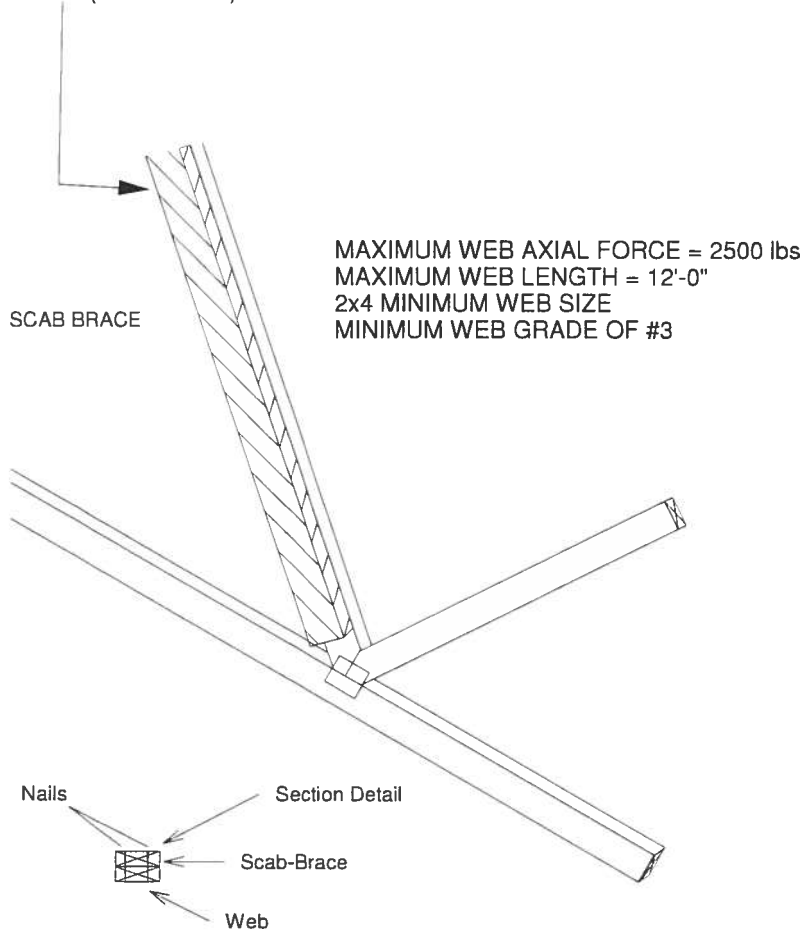 MAXIMUM WEB AXIAL FORCE = 2500 lbs
MAXIMUM WEB LENGTH = 12'-0"
2x4 MINIMUM WEB SIZE
MINIMUM WEB GRADE OF #3
SCAB BRACE
Nails
Section Detail
Scab-Brace
Web